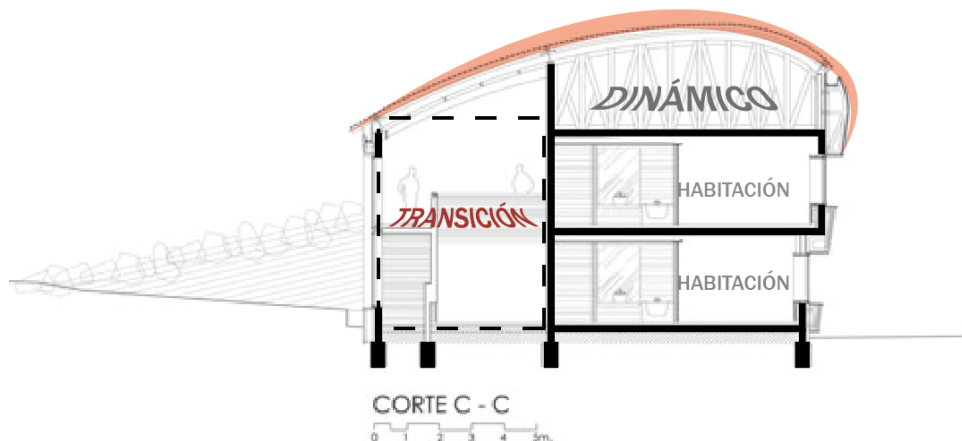 DINÁMICO
HABITACIÓN
TRANSICIÓN
HABITACIÓN
CORTE C - C
0 1 2 3 4 5m.